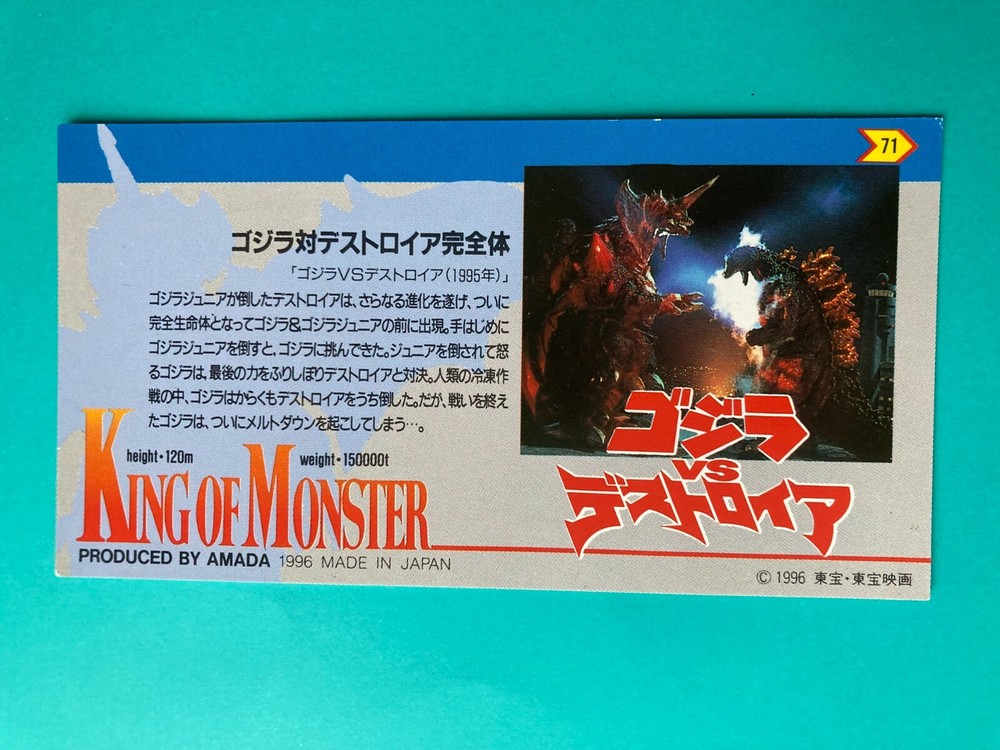 71
ゴジラ対デストロイア完全体
「ゴジラVSデストロイア(1995年)」
ゴジラジュニアが倒したデストロイアは、さらなる進化を遂げ、ついに
完全生命体となってゴジラ&ゴジラジュニアの前に出現。手はじめに
ゴジラジュニアを倒すと、ゴジラに挑んできた。ジュニアを倒されて怒
るゴジラは、最後の力をふりしぼりデストロイアと対決。人類の冷凍作
戦の中、ゴジラはからくもデストロイアをうち倒した。だが、戦いを終え
たゴジラは、ついにメルトダウンを起こしてしまう…。
height・120m weight・150000t
KING OF MONSTER
PRODUCED BY AMADA 1996 MADE IN JAPAN
ゴジラ
VS
デストロイア
© 1996 東宝・東宝映画